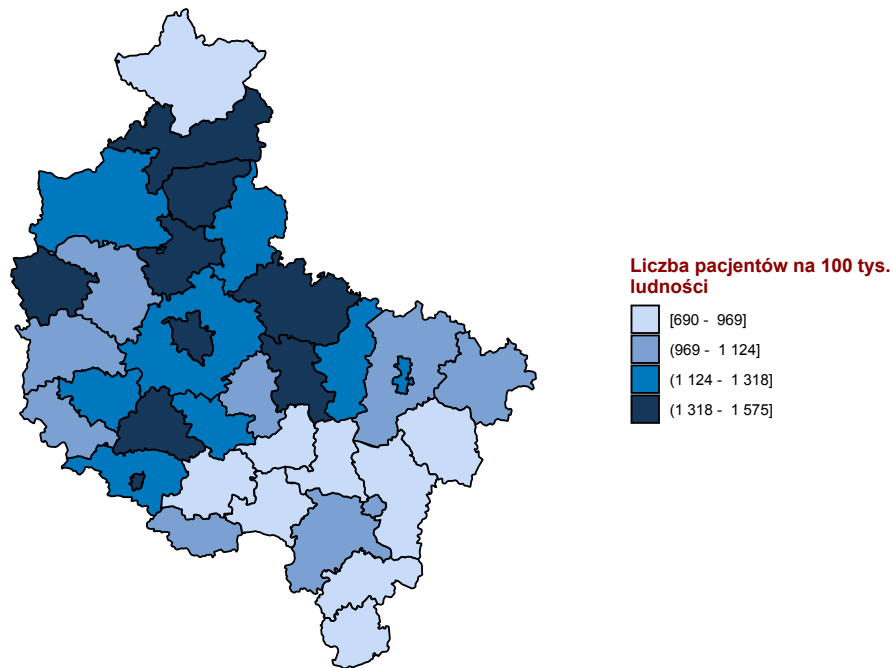 Liczba pacjentów na 100 tys.
ludności
[690 - 969]
(969 - 1 124]
(1 124 - 1 318]
(1 318 - 1 575]